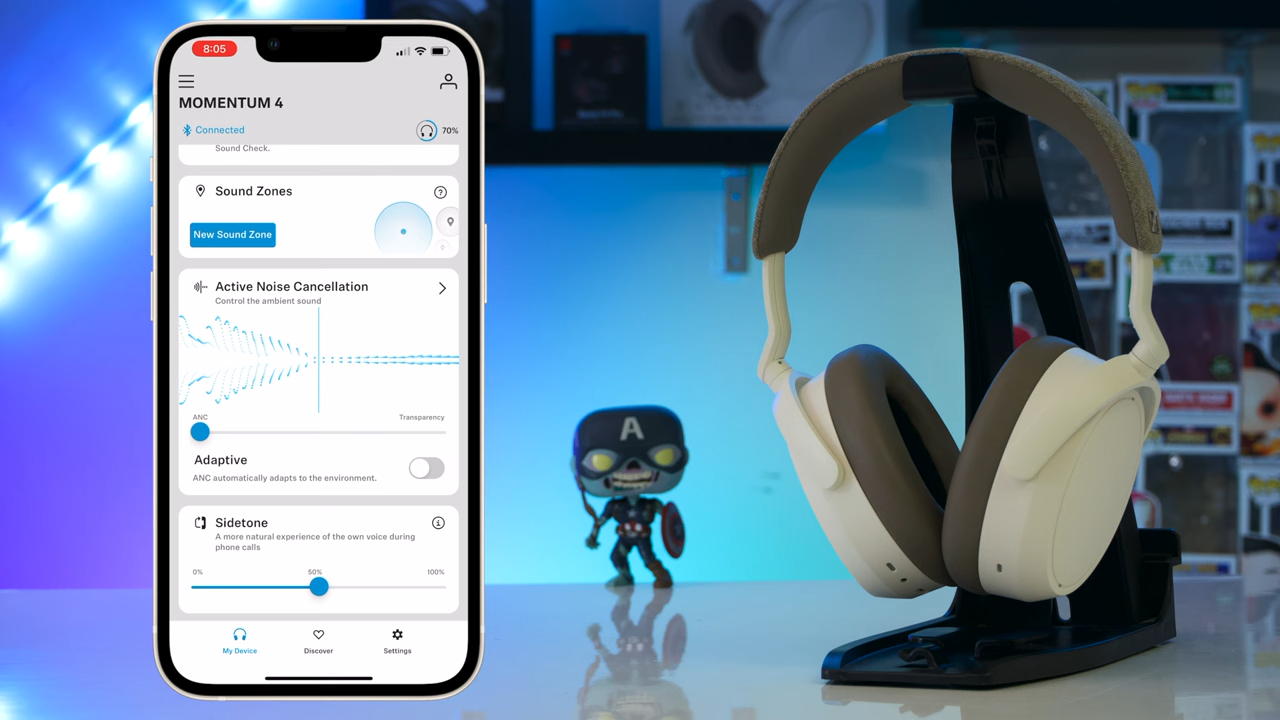 8:05
MOMENTUM 4
Connected
70%
Sound Check.
Sound Zones
New Sound Zone
Active Noise Cancellation
Control the ambient sound
ANC
Transparency
Adaptive
ANC automatically adapts to the environment.
Sidetone
A more natural experience of the own voice during
phone calls
0%
50%
100%
My Device
Discover
Settings
A